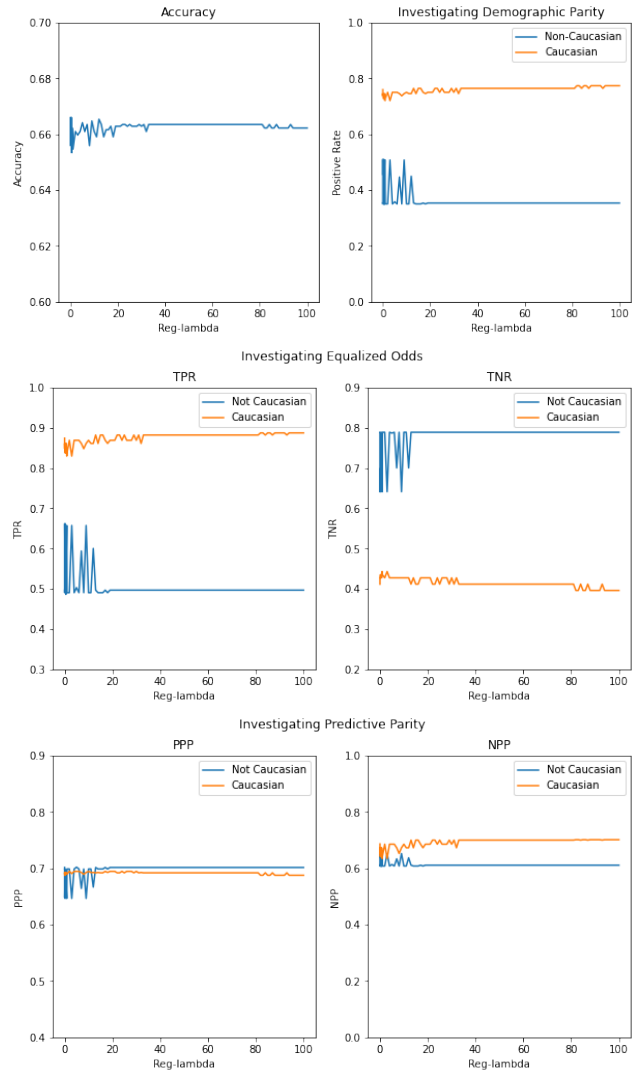 Accuracy
Investigating Demographic Parity
0.70
0.68
0.66
0.64
0.62
0.60
Accuracy
0
20
40
60
80
100
Reg-lambda
1.0
0.8
0.6
0.4
0.2
0.0
Positive Rate
Non-Caucasian
Caucasian
0
20
40
60
80
100
Reg-lambda
Investigating Equalized Odds
TPR
TNR
1.0
0.9
0.8
0.7
0.6
0.5
0.4
0.3
TPR
Not Caucasian
Caucasian
0
20
40
60
80
100
Reg-lambda
0.9
0.8
0.7
0.6
0.5
0.4
0.3
0.2
TNR
Not Caucasian
Caucasian
0
20
40
60
80
100
Reg-lambda
Investigating Predictive Parity
PPP
NPP
0.9
0.8
0.7
0.6
0.5
0.4
PPP
Not Caucasian
Caucasian
0
20
40
60
80
100
Reg-lambda
1.0
0.8
0.6
0.4
0.2
0.0
NPP
Not Caucasian
Caucasian
0
20
40
60
80
100
Reg-lambda